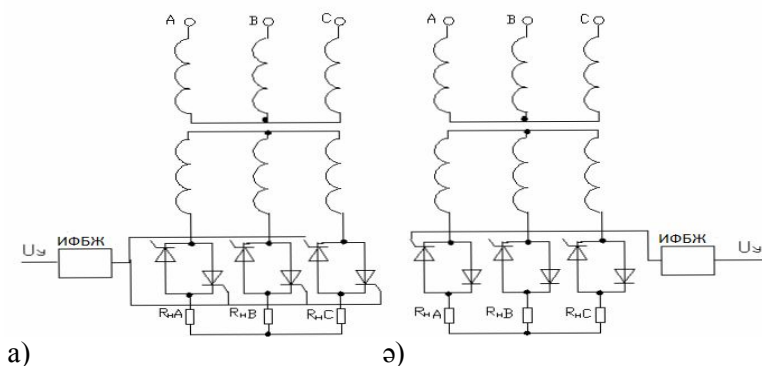 A B C A B C
Uу ИФБЖ ИФБЖ Uу
RнA RнB RнC RнA RнB RнC
а) ә)